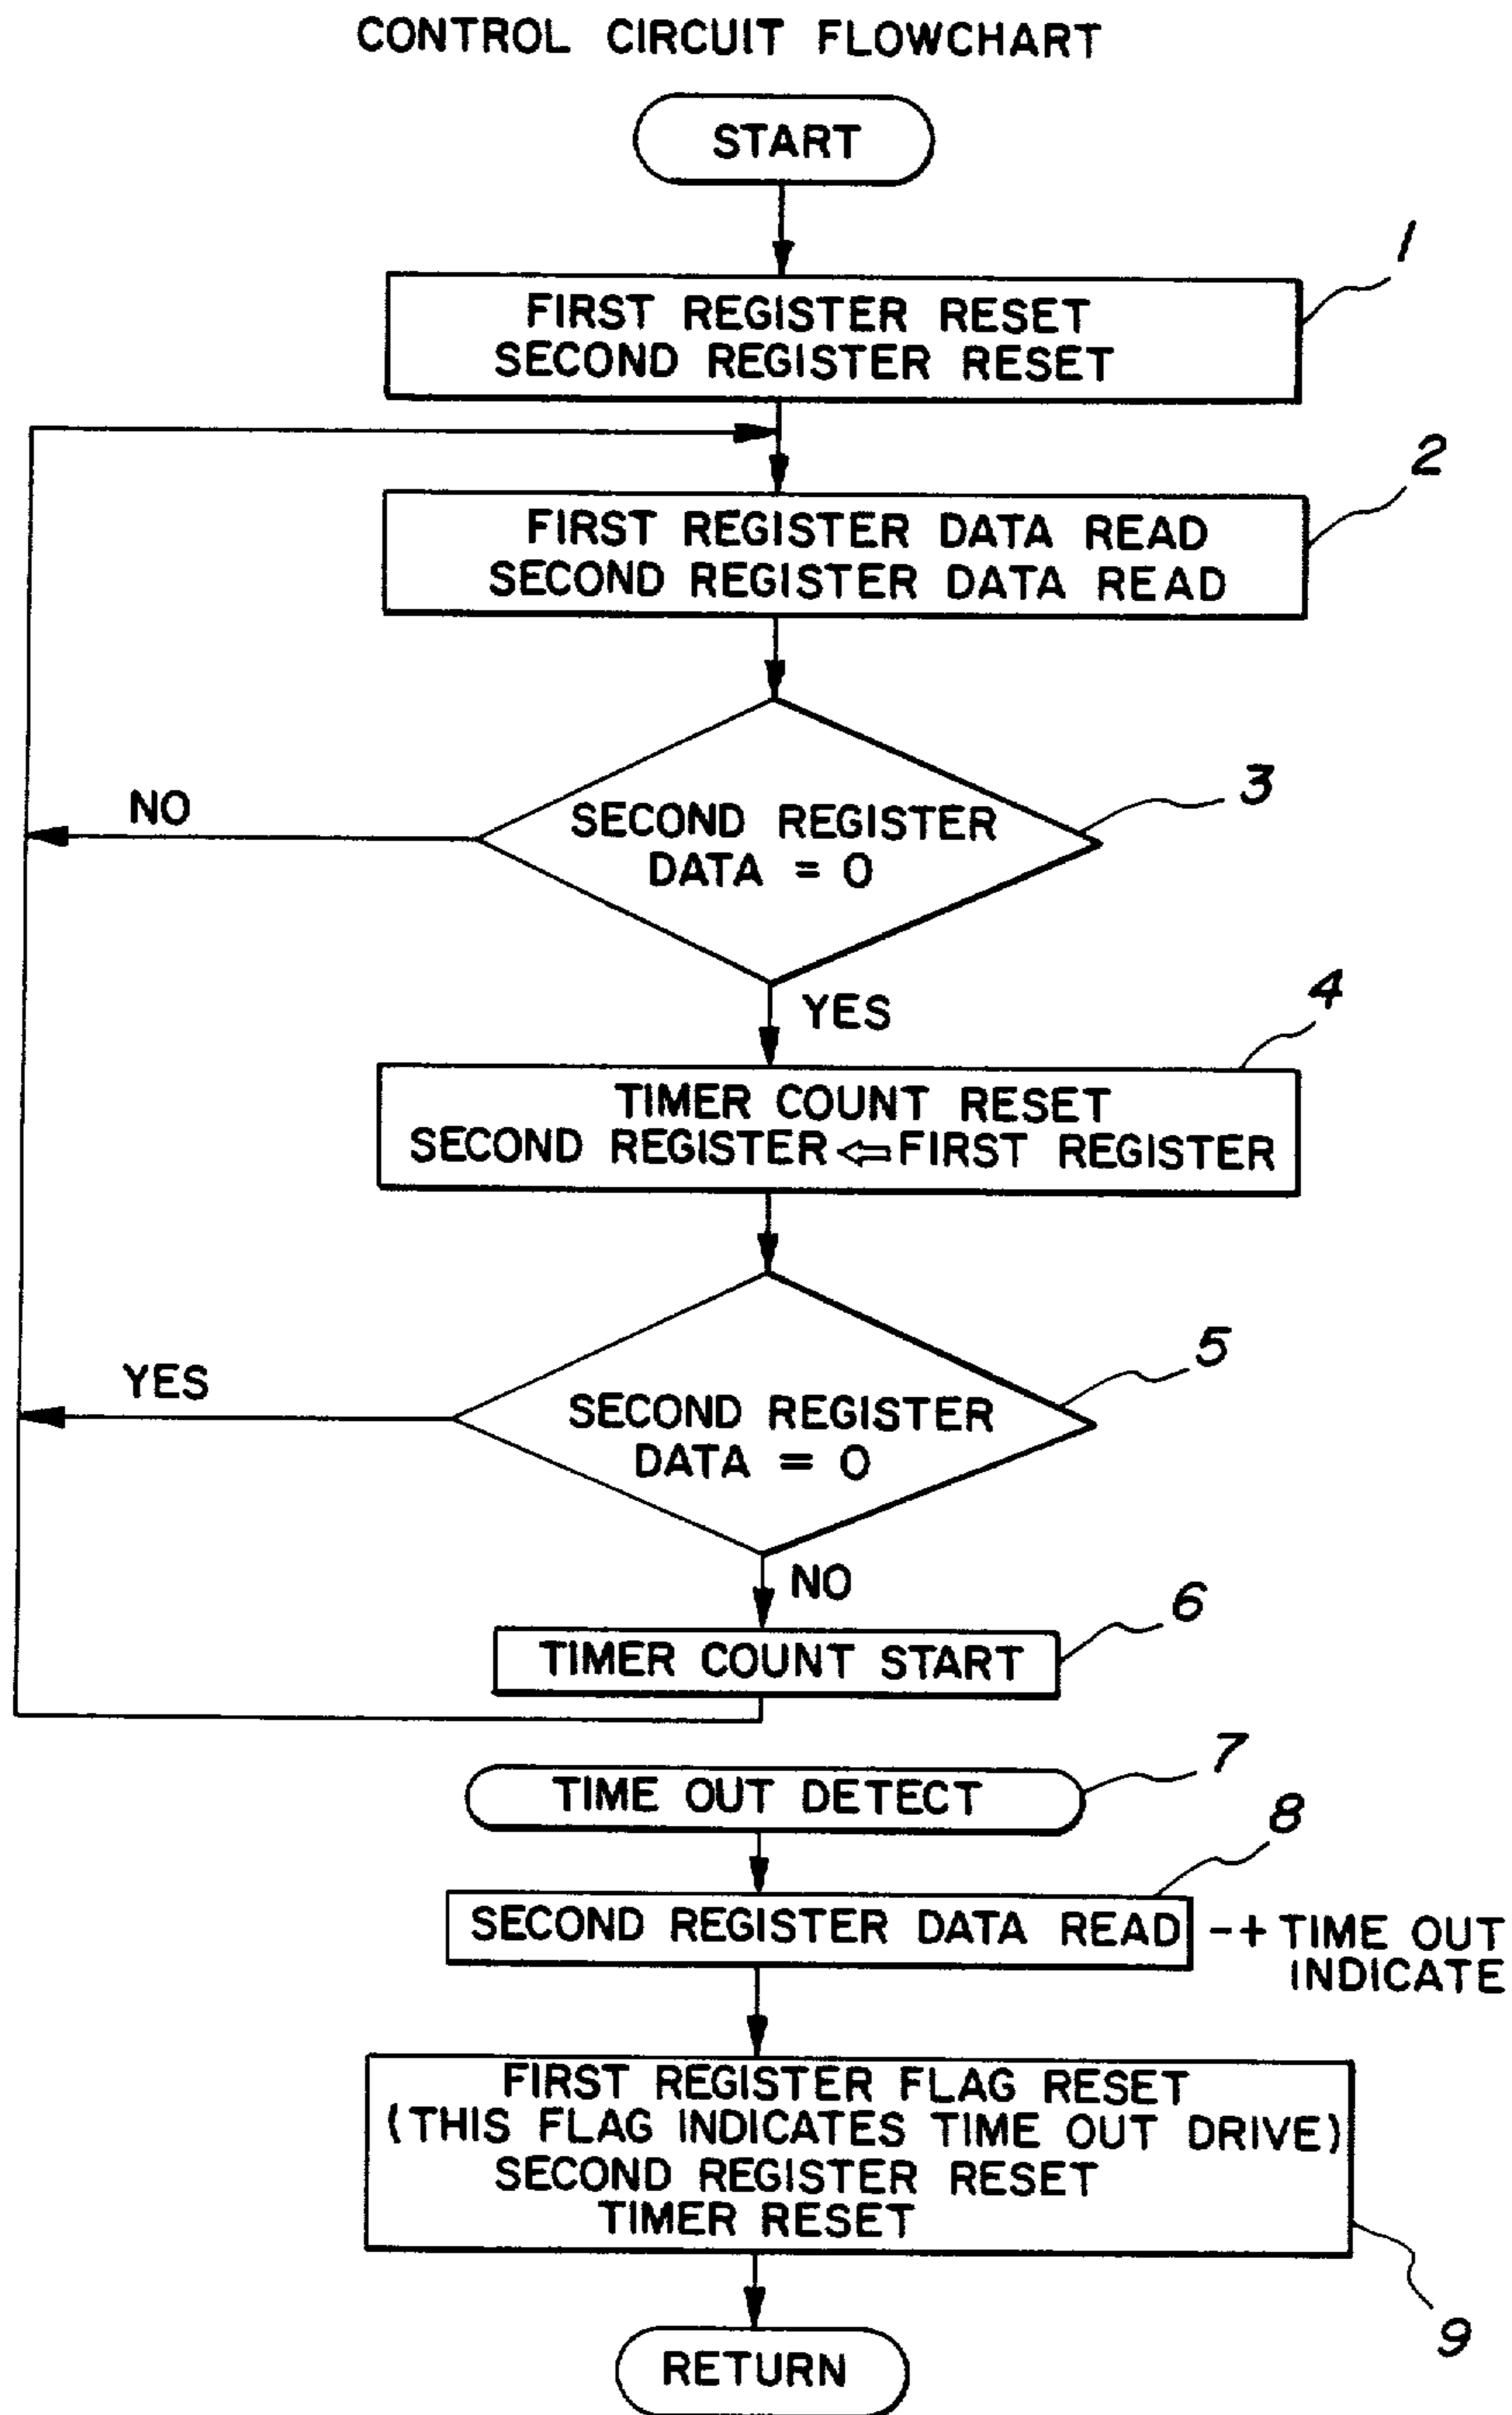 CONTROL CIRCUIT FLOWCHART
START
1
FIRST REGISTER RESET
SECOND REGISTER RESET
2
FIRST REGISTER DATA READ
SECOND REGISTER DATA READ
3
NO
SECOND REGISTER
DATA = 0
YES
4
TIMER COUNT RESET
SECOND REGISTER ⇐ FIRST REGISTER
5
YES
SECOND REGISTER
DATA = 0
NO
6
TIMER COUNT START
7
TIME OUT DETECT
8
SECOND REGISTER DATA READ -+ TIME OUT
INDICATE
FIRST REGISTER FLAG RESET
(THIS FLAG INDICATES TIME OUT DRIVE)
SECOND REGISTER RESET
TIMER RESET
9
RETURN